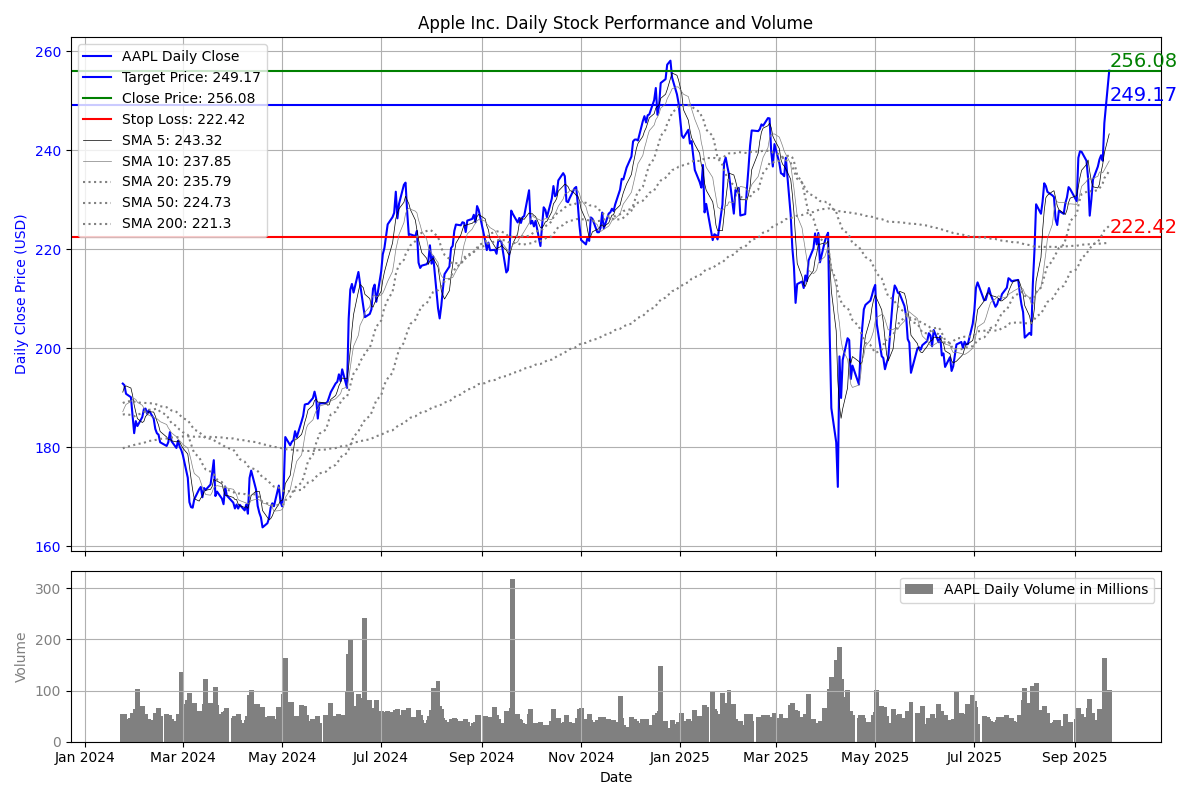 Apple Inc. Daily Stock Performance and Volume
Daily Close Price (USD)
260
240
220
200
180
160
AAPL Daily Close
Target Price: 249.17
Close Price: 256.08
Stop Loss: 222.42
SMA 5: 243.32
SMA 10: 237.85
SMA 20: 235.79
SMA 50: 224.73
SMA 200: 221.3
256.08
249.17
222.42
Volume
300
200
100
0
AAPL Daily Volume in Millions
Jan 2024 Mar 2024 May 2024 Jul 2024 Sep 2024 Nov 2024 Jan 2025 Mar 2025 May 2025 Jul 2025 Sep 2025
Date